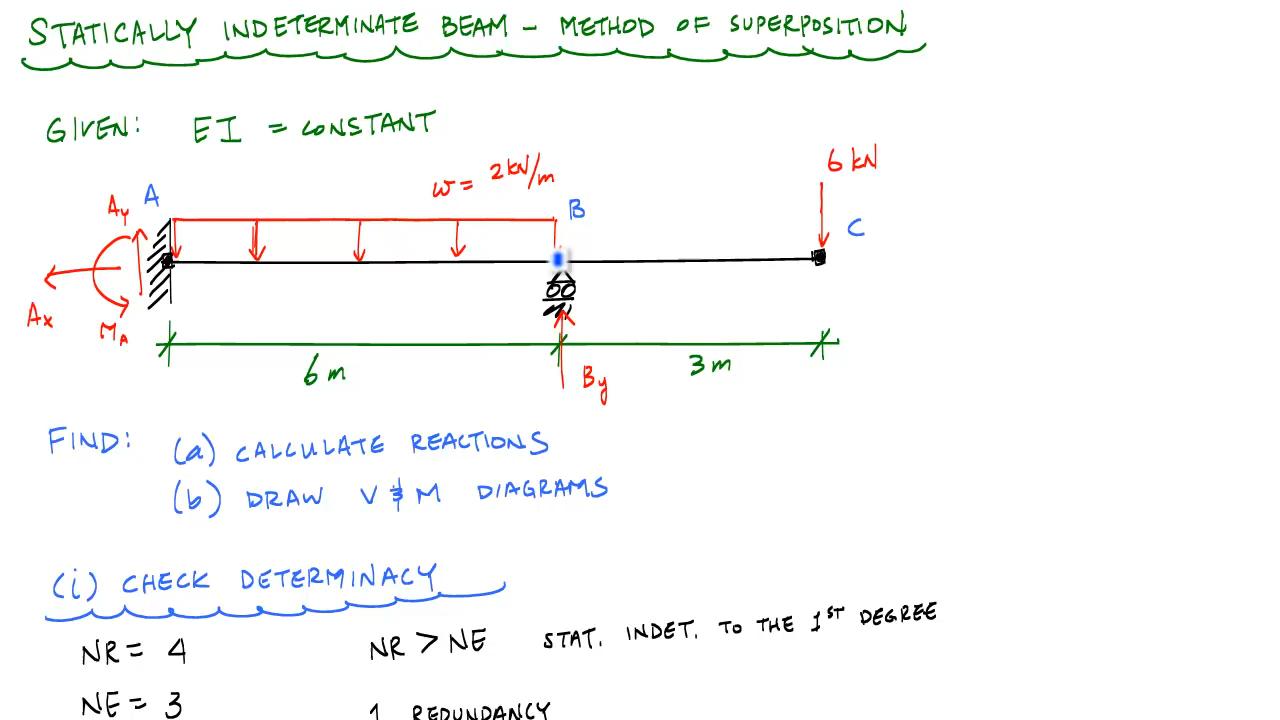 STATICALLY INDETERMINATE BEAM – METHOD OF SUPERPOSITION
GIVEN: EI = CONSTANT
6 kN
w = 2kN/m
A
Ay
B
C
Ax
MA
6 m
3 m
By
FIND: (a) CALCULATE REACTIONS
(b) DRAW V & M DIAGRAMS
(i) CHECK DETERMINACY
NR = 4 NR > NE STAT. INDET. TO THE 1ST DEGREE
NE = 3 1 REDUNDANCY